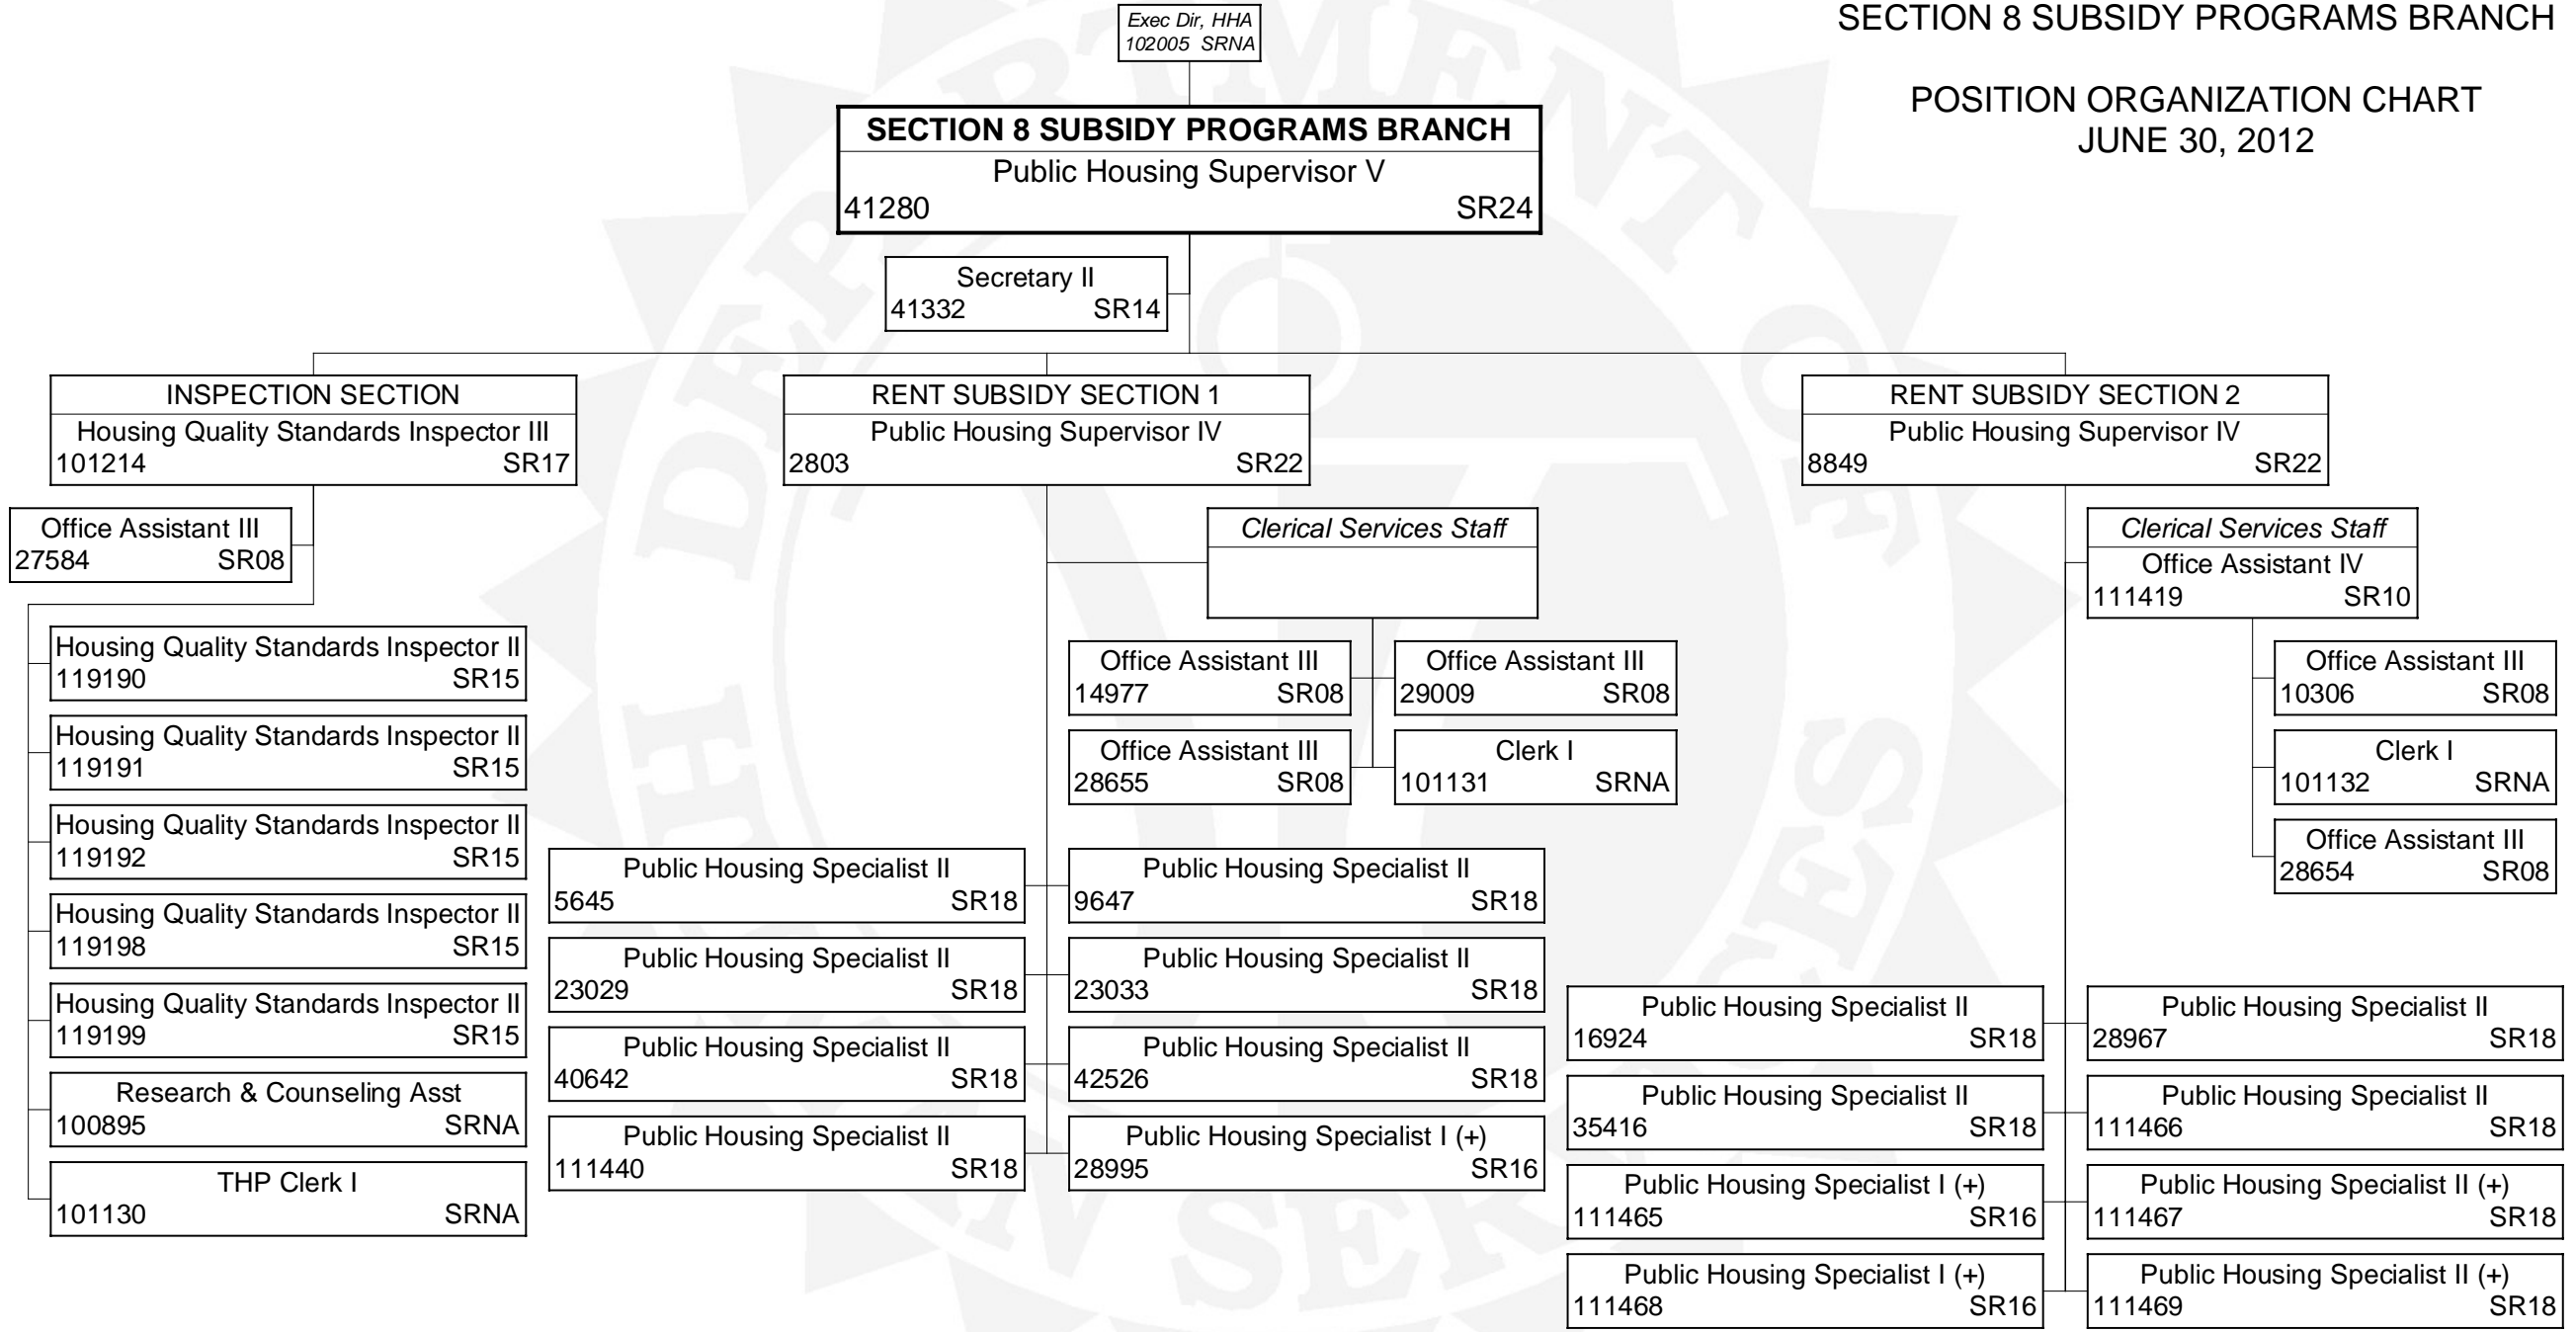 Exec Dir, HHA
102005 SRNA
SECTION 8 SUBSIDY PROGRAMS BRANCH
POSITION ORGANIZATION CHART
JUNE 30, 2012
SECTION 8 SUBSIDY PROGRAMS BRANCH
Public Housing Supervisor V
41280 SR24
Secretary II
41332 SR14
INSPECTION SECTION
Housing Quality Standards Inspector III
101214 SR17
Office Assistant III
27584 SR08
Housing Quality Standards Inspector II
119190 SR15
Housing Quality Standards Inspector II
119191 SR15
Housing Quality Standards Inspector II
119192 SR15
Housing Quality Standards Inspector II
119198 SR15
Housing Quality Standards Inspector II
119199 SR15
Research & Counseling Asst
100895 SRNA
THP Clerk I
101130 SRNA
RENT SUBSIDY SECTION 1
Public Housing Supervisor IV
2803 SR22
Clerical Services Staff
Office Assistant III
14977 SR08
Office Assistant III
29009 SR08
Office Assistant III
28655 SR08
Clerk I
101131 SRNA
Public Housing Specialist II
5645 SR18
Public Housing Specialist II
9647 SR18
Public Housing Specialist II
23029 SR18
Public Housing Specialist II
23033 SR18
Public Housing Specialist II
40642 SR18
Public Housing Specialist II
42526 SR18
Public Housing Specialist II
111440 SR18
Public Housing Specialist I (+)
28995 SR16
RENT SUBSIDY SECTION 2
Public Housing Supervisor IV
8849 SR22
Clerical Services Staff
Office Assistant IV
111419 SR10
Office Assistant III
10306 SR08
Clerk I
101132 SRNA
Office Assistant III
28654 SR08
Public Housing Specialist II
16924 SR18
Public Housing Specialist II
28967 SR18
Public Housing Specialist II
35416 SR18
Public Housing Specialist II
111466 SR18
Public Housing Specialist I (+)
111465 SR16
Public Housing Specialist II (+)
111467 SR18
Public Housing Specialist I (+)
111468 SR16
Public Housing Specialist II (+)
111469 SR18